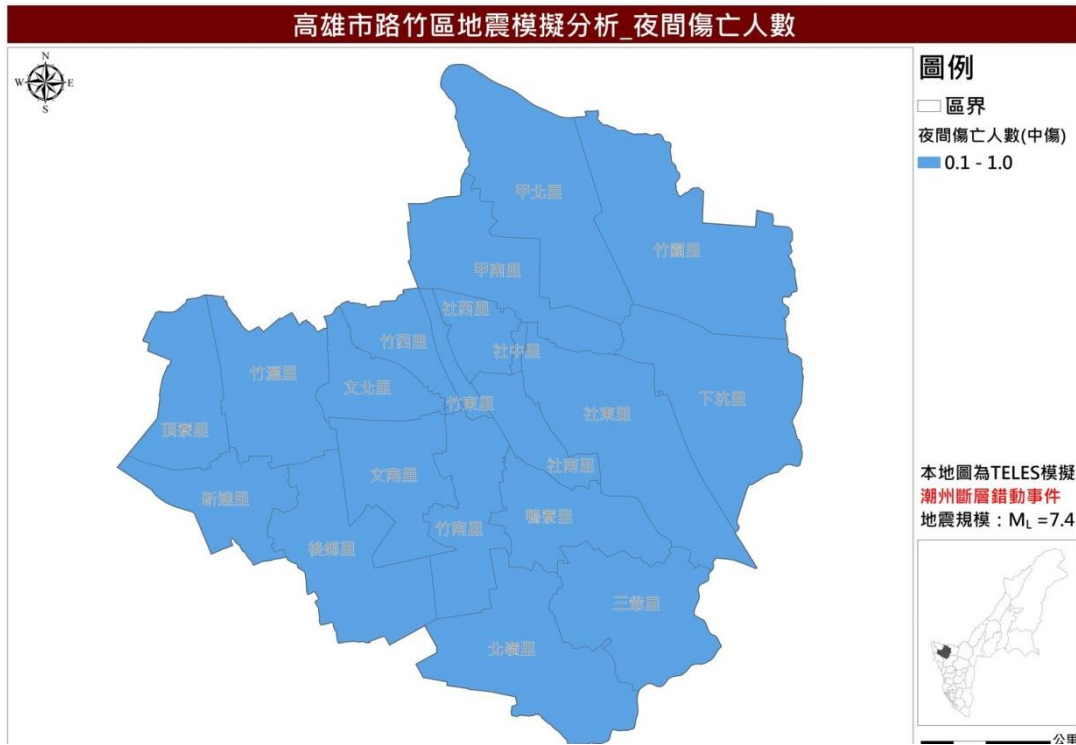 高雄市路竹區地震模擬分析_夜間傷亡人數
N
W E
S
圖例
區界
夜間傷亡人數(中傷)
0.1 - 1.0
甲北里
竹園里
甲南里
社西里
竹西里
社中里
竹滬里
文北里
竹東里
社東里
下坑里
頂寮里
文南里
社南里
新達里
竹南里
鴨寮里
後鄉里
三爺里
北嶺里
本地圖為TELES模擬
潮州斷層錯動事件
地震規模：ML =7.4
公里